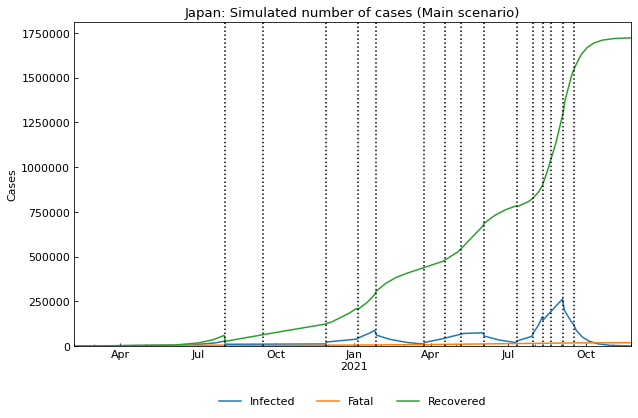 Japan: Simulated number of cases (Main scenario)
Cases
1750000
1500000
1250000
1000000
750000
500000
250000
0
Apr Jul Oct Jan Apr Jul Oct
2021
Infected Fatal Recovered